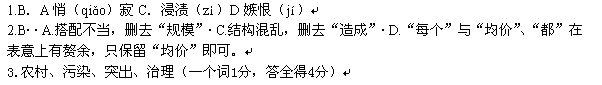 1.B. A 悄（qiǎo）寂 C. 浸渍（zì）D 嫉恨（jí）
2.B··A.搭配不当，删去“规模”·C.结构混乱，删去“造成”·D.“每个”与“均价”、“都”在
表意上有赘余，只保留“均价”即可。
3.农村、污染、突出、治理（一个词1分，答全得4分）